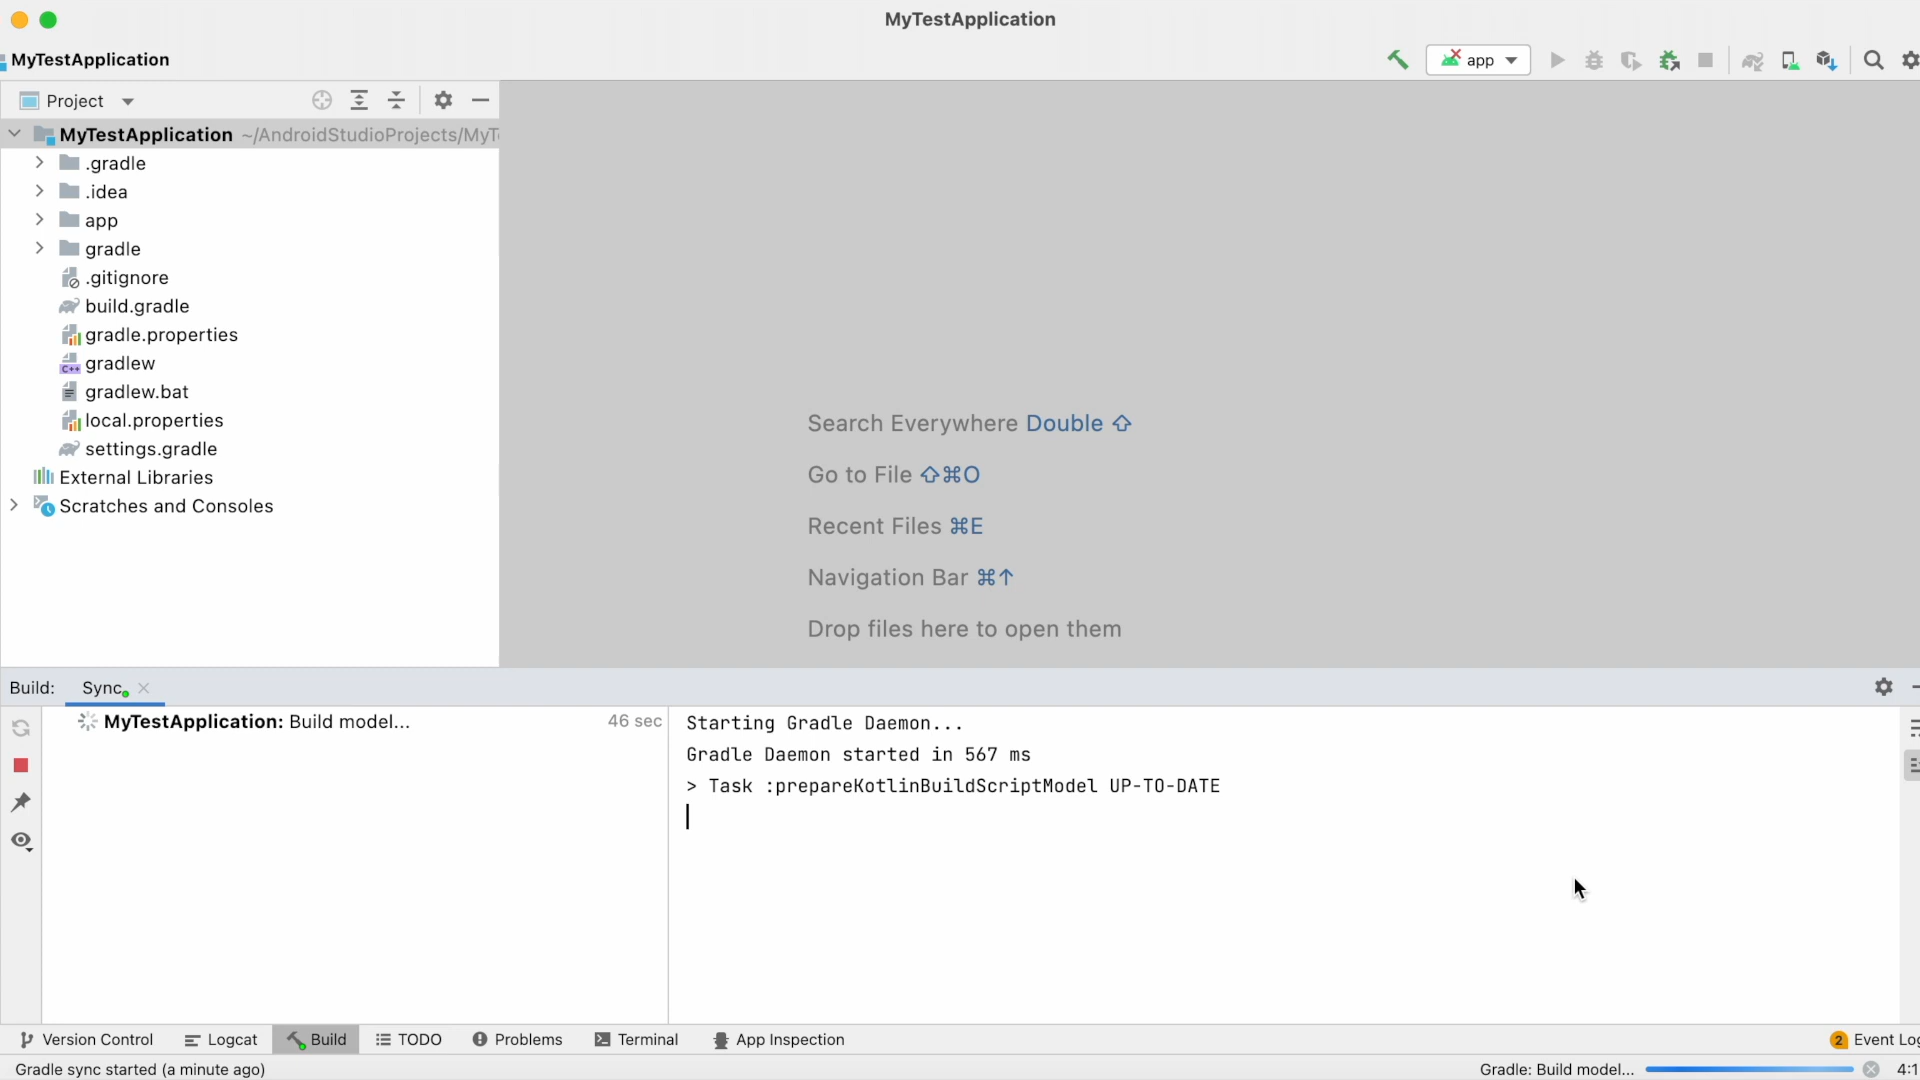 MyTestApplication
MyTestApplication
app
Project
MyTestApplication ~/AndroidStudioProjects/MyT
.gradle
.idea
app
gradle
.gitignore
build.gradle
gradle.properties
C++ gradlew
gradlew.bat
local.properties
settings.gradle
External Libraries
Scratches and Consoles
Search Everywhere Double ⇧
Go to File ⇧⌘O
Recent Files ⌘E
Navigation Bar ⌘↑
Drop files here to open them
Build: Sync
MyTestApplication: Build model... 46 sec
Starting Gradle Daemon...
Gradle Daemon started in 567 ms
> Task :prepareKotlinBuildScriptModel UP-TO-DATE
Version Control Logcat Build TODO Problems Terminal App Inspection 2 Event Log
Gradle sync started (a minute ago) Gradle: Build model... 4:1